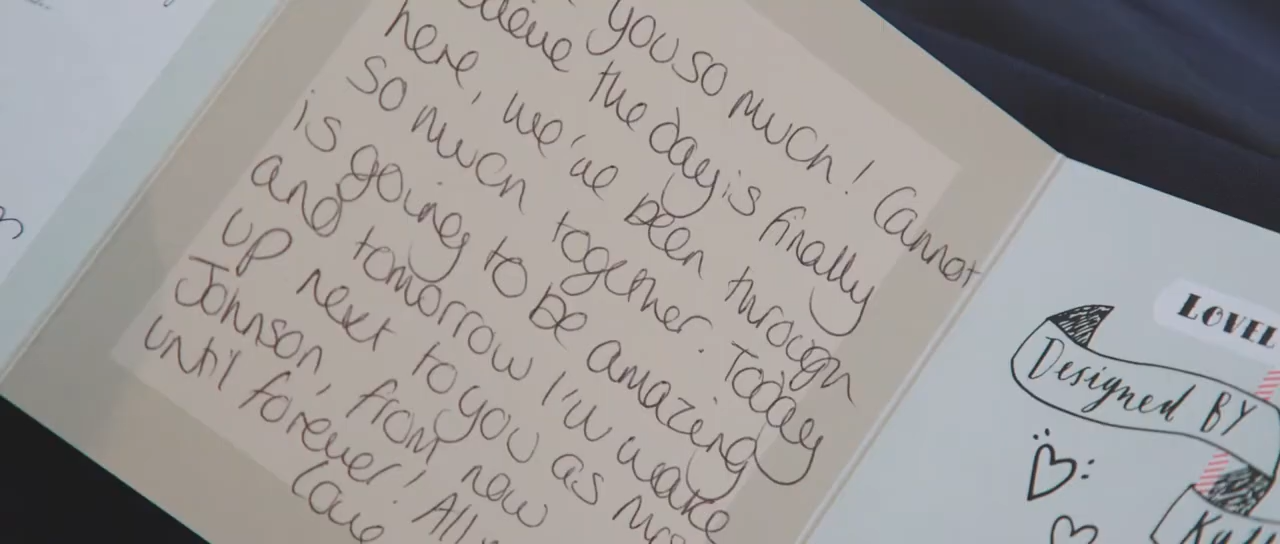 you so much! Cannot
believe the day is finally
here, we've been through
so much together. Today
is going to be amazing
and tomorrow I'll wake
up next to you as Mrs
Johnson, from now
until forever! All
love
LOVEL
Designed BY